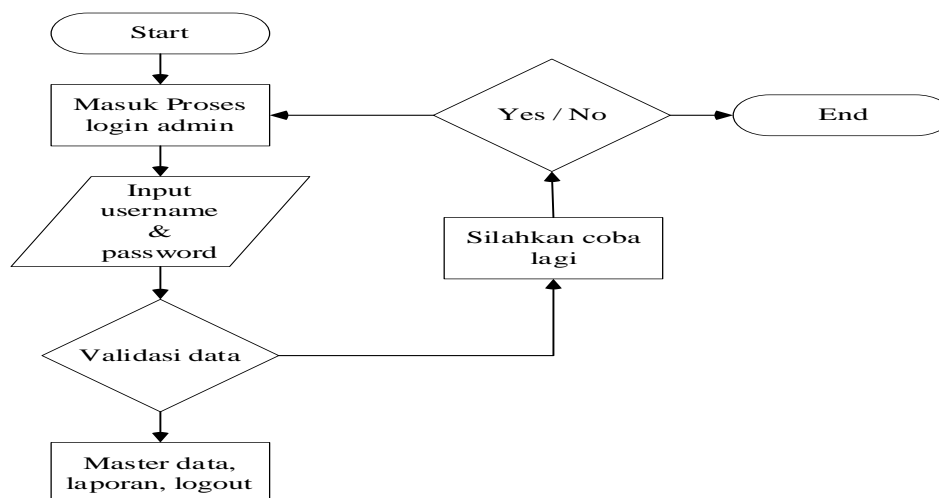 Start
Masuk Proses
login admin
Input
username
&
password
Validasi data
Master data,
laporan, logout
Silahkan coba
lagi
Yes / No
End